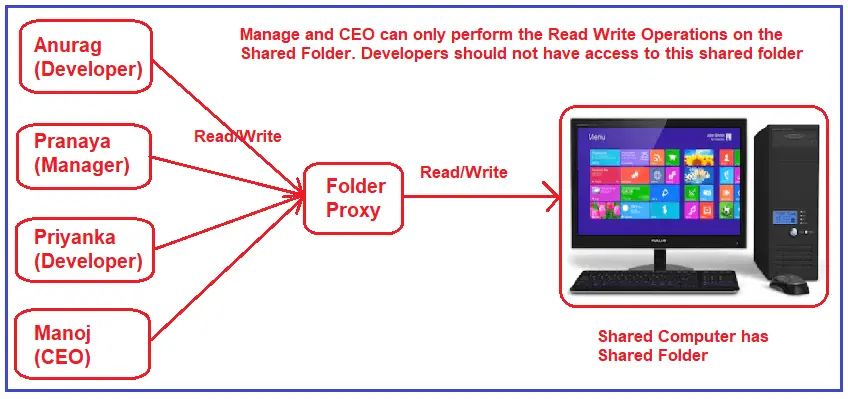 Anurag
(Developer)
Manage and CEO can only perform the Read Write Operations on the
Shared Folder. Developers should not have access to this shared folder
Pranaya
(Manager)
Read/Write
Folder
Proxy
Read/Write
Priyanka
(Developer)
Manoj
(CEO)
Menu
Shared Computer has
Shared Folder